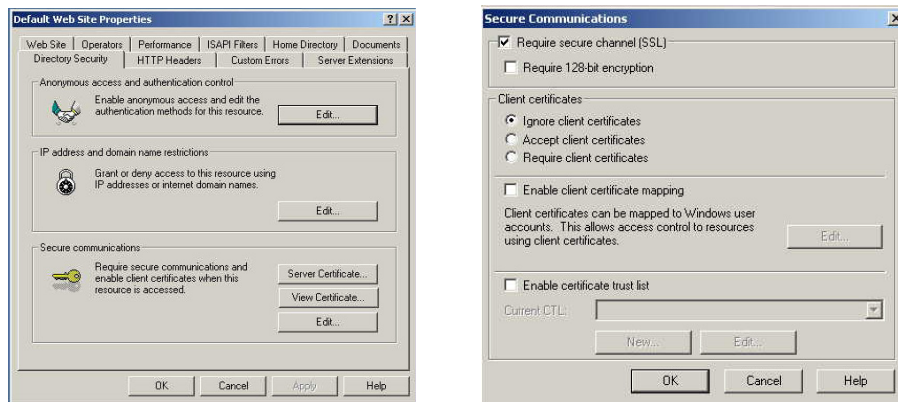 Default Web Site Properties
Web Site
Operators
Performance
ISAPI Filters
Home Directory
Documents
Directory Security
HTTP Headers
Custom Errors
Server Extensions
Anonymous access and authentication control
Enable anonymous access and edit the
authentication methods for this resource.
Edit...
IP address and domain name restrictions
Grant or deny access to this resource using
IP addresses or internet domain names.
Edit...
Secure communications
Require secure communications and
enable client certificates when this
resource is accessed.
Server Certificate...
View Certificate...
Edit...
OK
Cancel
Apply
Help
Secure Communications
Require secure channel (SSL)
Require 128-bit encryption
Client certificates
Ignore client certificates
Accept client certificates
Require client certificates
Enable client certificate mapping
Client certificates can be mapped to Windows user
accounts. This allows access control to resources
using client certificates.
Edit...
Enable certificate trust list
Current CTL:
New...
Edit...
OK
Cancel
Help